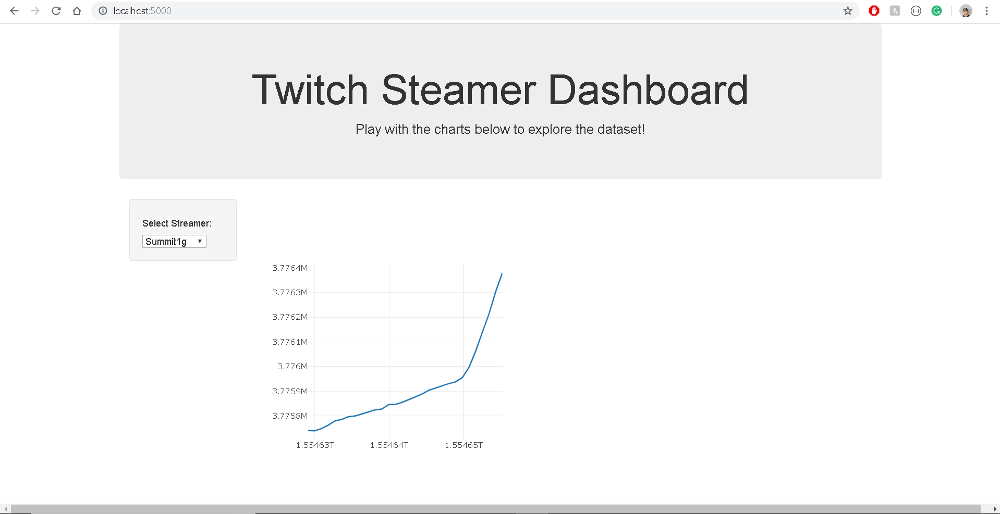 localhost:5000
Twitch Steamer Dashboard
Play with the charts below to explore the dataset!
Select Streamer:
Summit1g
3.7764M
3.7763M
3.7762M
3.7761M
3.776M
3.7759M
3.7758M
1.55463T 1.55464T 1.55465T